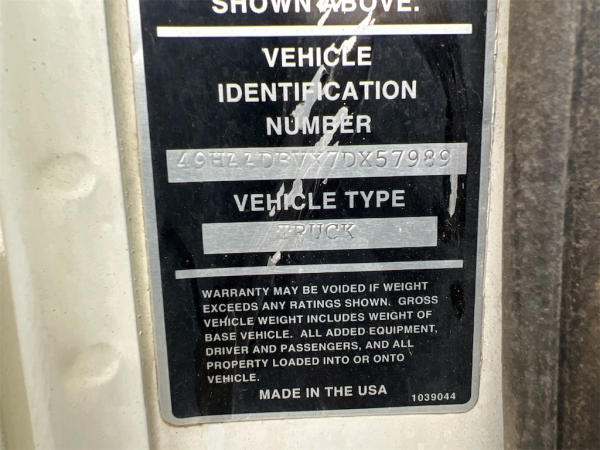 SHOWN ABOVE.
VEHICLE
IDENTIFICATION
NUMBER
49HAADBVX7DX57989
VEHICLE TYPE
TRUCK
WARRANTY MAY BE VOIDED IF WEIGHT
EXCEEDS ANY RATINGS SHOWN. GROSS
VEHICLE WEIGHT INCLUDES WEIGHT OF
BASE VEHICLE. ALL ADDED EQUIPMENT,
DRIVER AND PASSENGERS, AND ALL
PROPERTY LOADED INTO OR ONTO
VEHICLE.
MADE IN THE USA
1039044